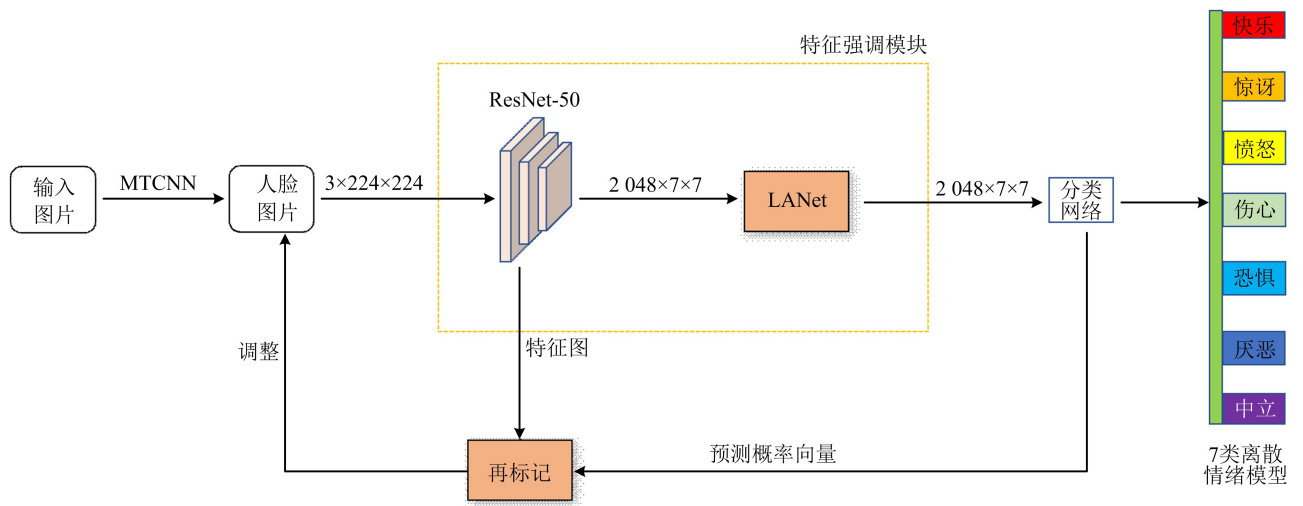 特征强调模块
ResNet-50
输入
图片
MTCNN
人脸
图片
3×224×224
2 048×7×7
LANet
2 048×7×7
分类
网络
快乐
惊讶
愤怒
伤心
恐惧
厌恶
中立
7类离散
情绪模型
调整
特征图
再标记
预测概率向量